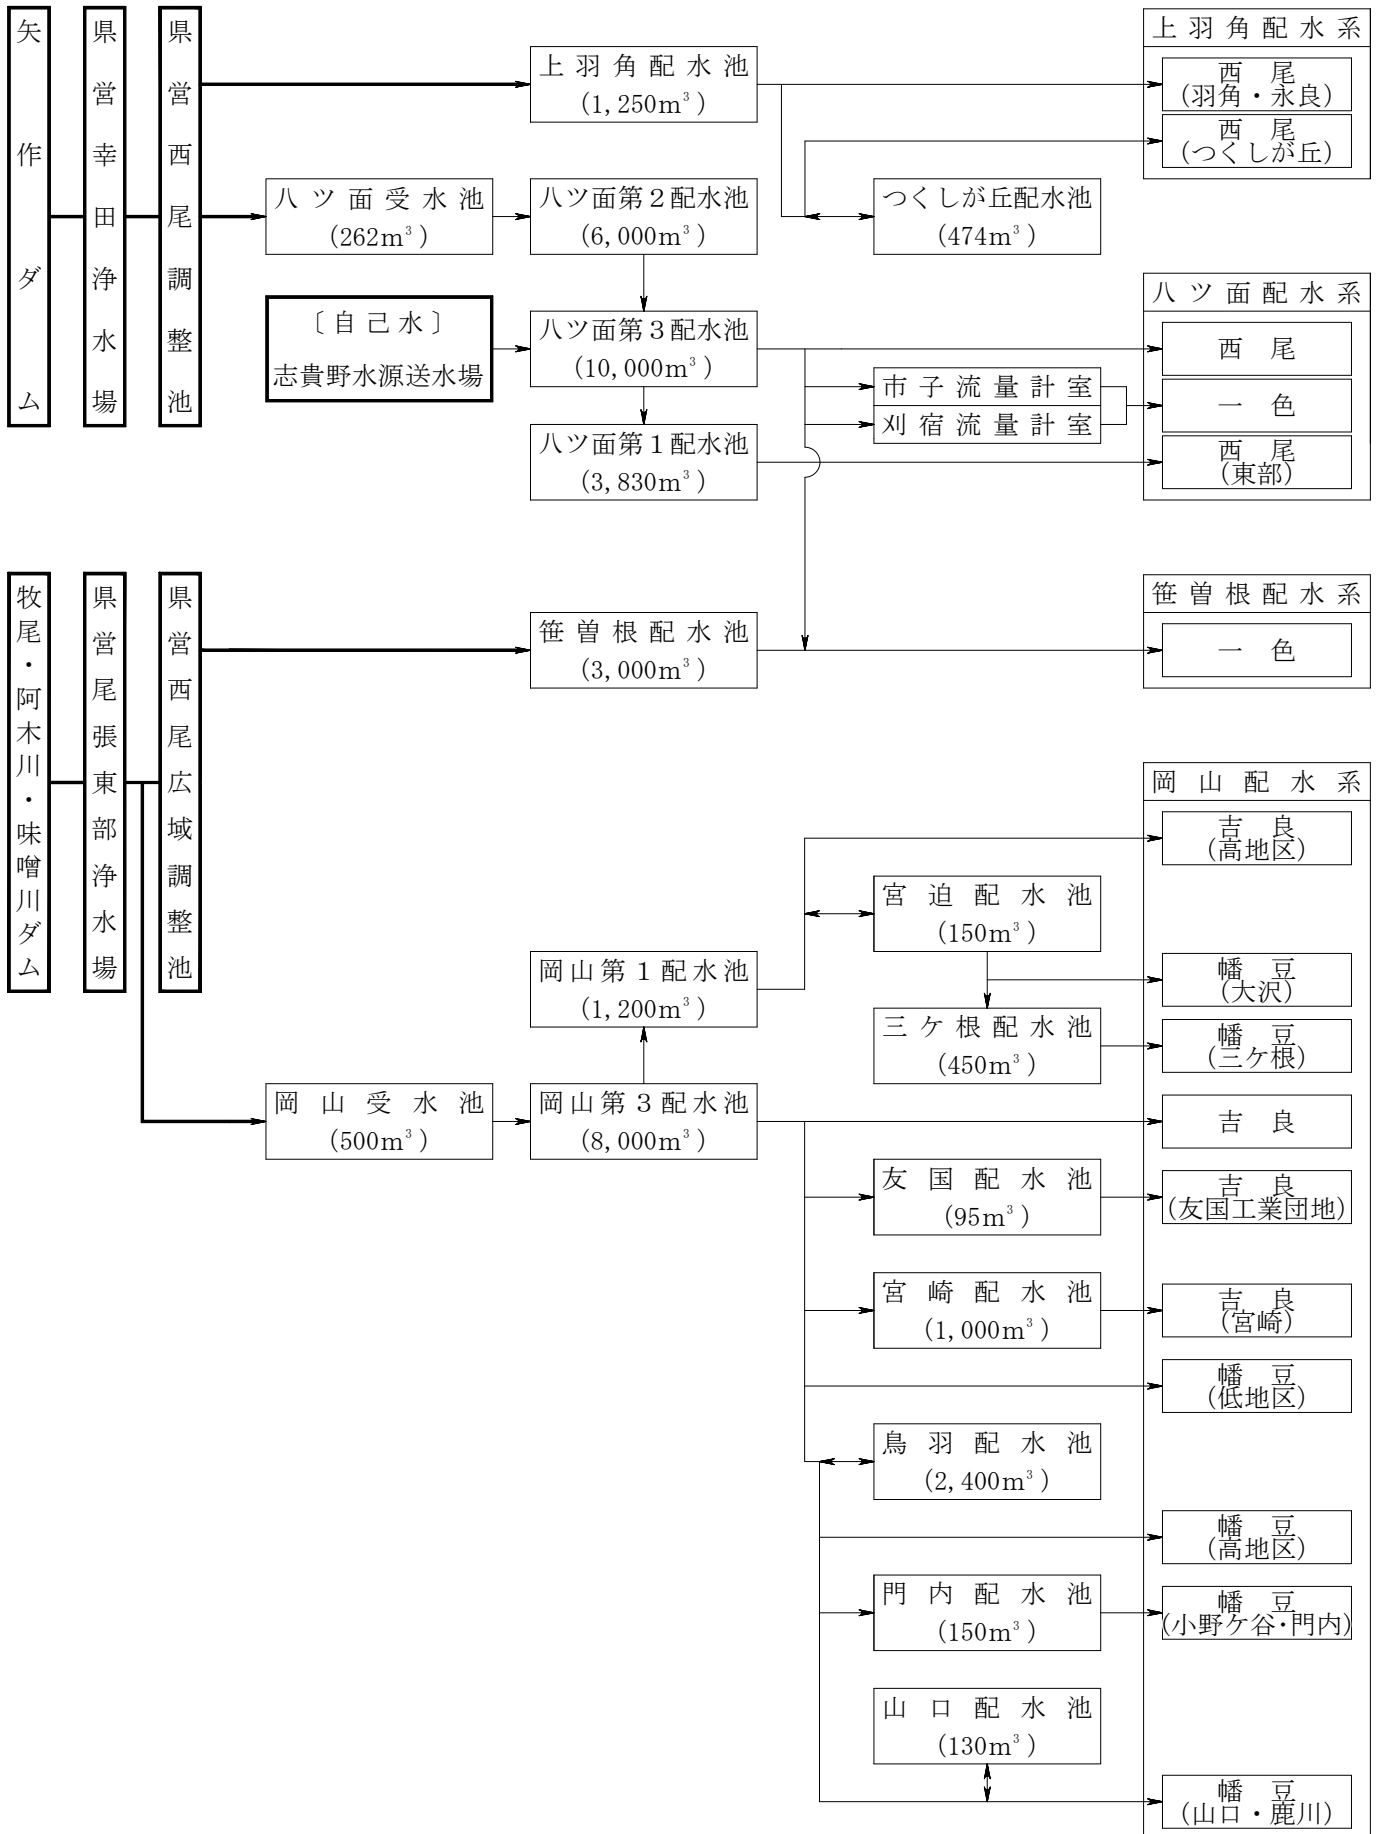 矢作ダム
県営幸田浄水場
県営西尾調整池
上羽角配水池
(1,250m³)
上羽角配水系
西尾
(羽角・永良)
西尾
(つくしが丘)
八ツ面受水池
(262m³)
八ツ面第2配水池
(6,000m³)
つくしが丘配水池
(474m³)
〔自己水〕
志貴野水源送水場
八ツ面第3配水池
(10,000m³)
八ツ面配水系
西尾
市子流量計室
刈宿流量計室
一色
八ツ面第1配水池
(3,830m³)
西尾
(東部)
牧尾・阿木川・味噌川ダム
県営尾張東部浄水場
県営西尾広域調整池
笹曽根配水池
(3,000m³)
笹曽根配水系
一色
岡山配水系
吉良
(高地区)
宮迫配水池
(150m³)
岡山第1配水池
(1,200m³)
幡豆
(大沢)
三ケ根配水池
(450m³)
幡豆
(三ケ根)
岡山受水池
(500m³)
岡山第3配水池
(8,000m³)
吉良
友国配水池
(95m³)
吉良
(友国工業団地)
宮崎配水池
(1,000m³)
吉良
(宮崎)
幡豆
(低地区)
鳥羽配水池
(2,400m³)
幡豆
(高地区)
門内配水池
(150m³)
幡豆
(小野ケ谷・門内)
山口配水池
(130m³)
幡豆
(山口・鹿川)